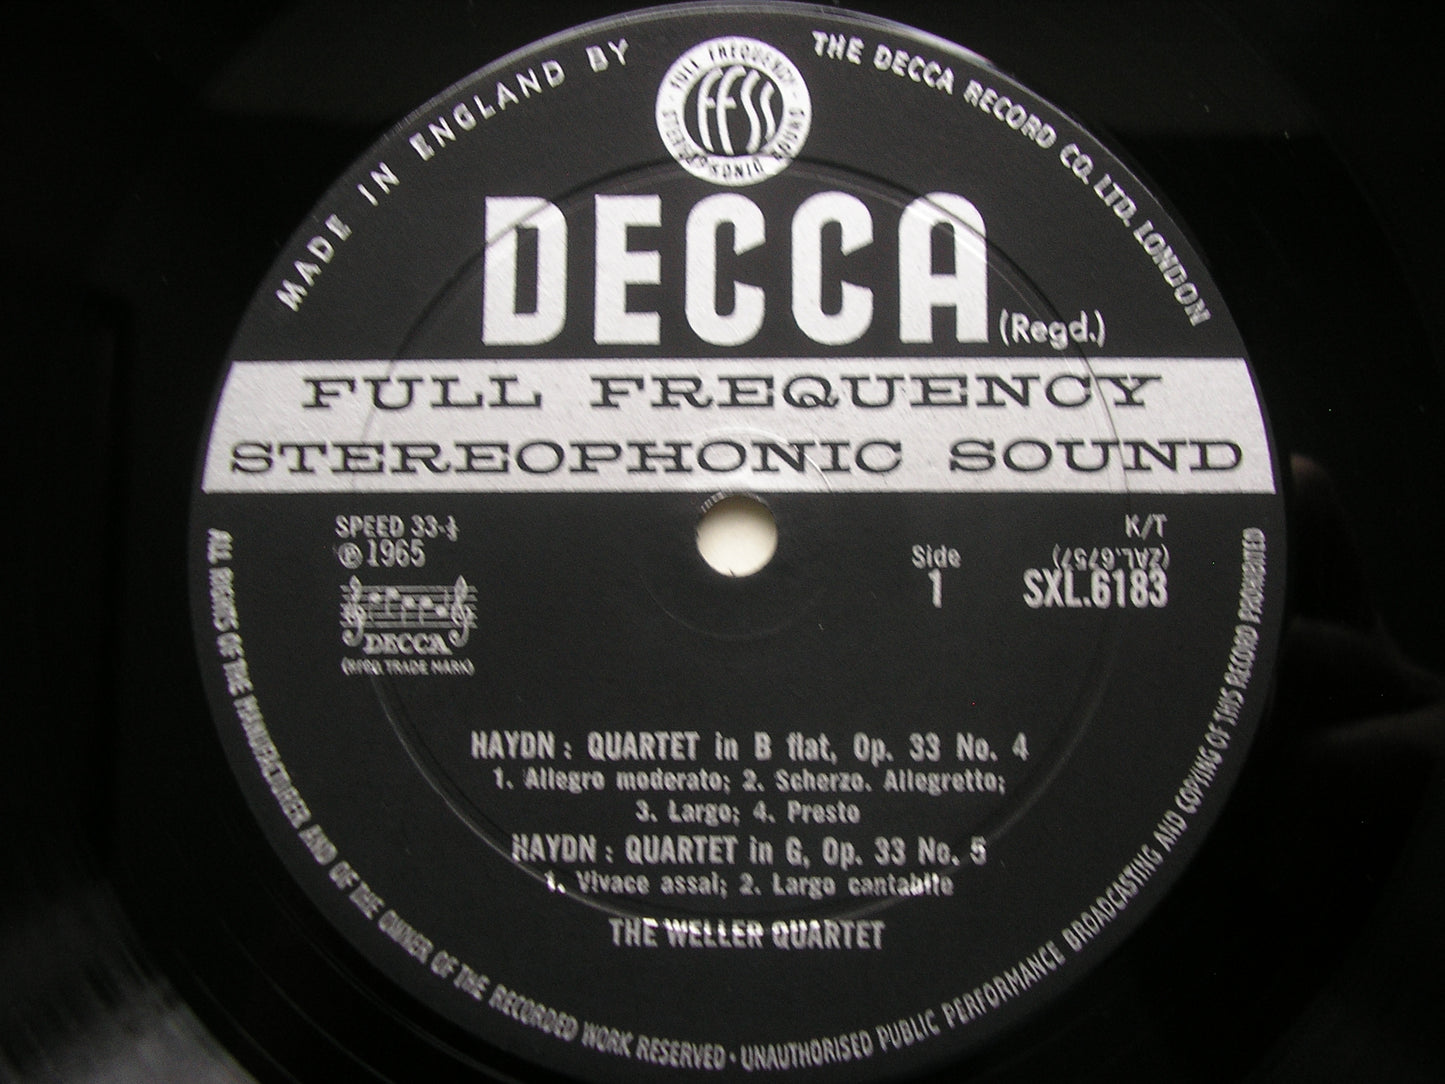 MADE IN ENGLAND BY THE DECCA RECORD CO. LTD. LONDON
FULL FREQUENCY
FFSS
STEREOPHONIC SOUND
DECCA
(Regd.)
FULL FREQUENCY
STEREOPHONIC SOUND
SPEED 33-⅓
℗ 1965
DECCA
(REGD. TRADE MARK)
K/T
(ZAL.6757)
Side
1
SXL.6183
HAYDN : QUARTET in B flat, Op. 33 No. 4
1. Allegro moderato; 2. Scherzo. Allegretto;
3. Largo; 4. Presto
HAYDN : QUARTET in G, Op. 33 No. 5
1. Vivace assai; 2. Largo cantabile
THE WELLER QUARTET
ALL RIGHTS OF THE MANUFACTURER AND OF THE OWNER OF THE RECORDED WORK RESERVED · UNAUTHORISED PUBLIC PERFORMANCE BROADCASTING AND COPYING OF THIS RECORD PROHIBITED